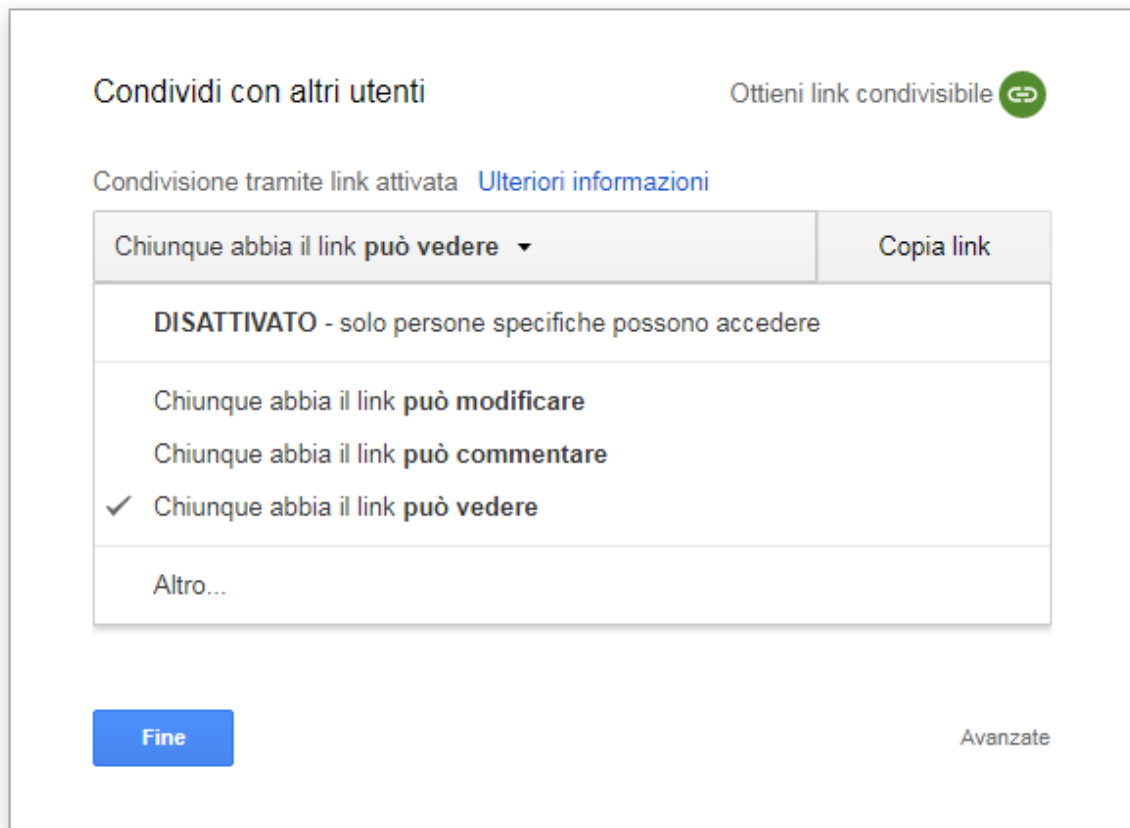 Condividi con altri utenti
Ottieni link condivisibile
Condivisione tramite link attivata Ulteriori informazioni
Chiunque abbia il link può vedere
Copia link
DISATTIVATO - solo persone specifiche possono accedere
Chiunque abbia il link può modificare
Chiunque abbia il link può commentare
Chiunque abbia il link può vedere
Altro...
Fine
Avanzate